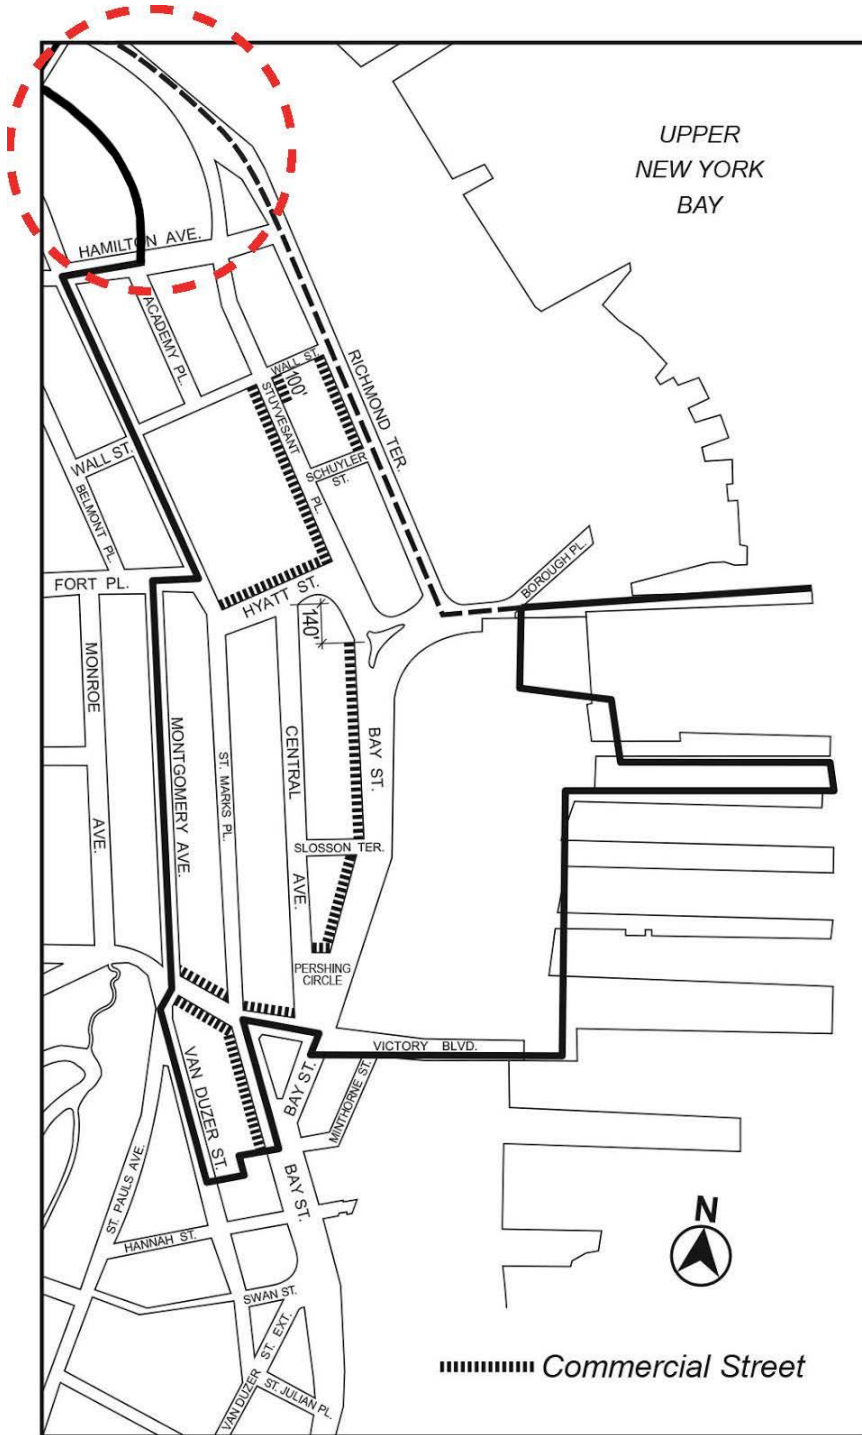 UPPER
NEW YORK
BAY
HAMILTON AVE.
ACADEMY PL.
WALL ST.
100'
STUYVESANT
PL.
RICHMOND TER.
SCHUYLER
ST.
WALL ST.
BELMONT PL.
FORT PL.
HYATT ST.
BOROUGH PL.
140'
MONROE
AVE.
MONTGOMERY AVE.
ST. MARKS PL.
CENTRAL
AVE.
BAY ST.
SLOSSON TER.
PERSHING
CIRCLE
VICTORY BLVD.
VAN DUZER ST.
BAY ST.
MINTHORNE ST.
ST. PAULS AVE.
BAY ST.
HANNAH ST.
SWAN ST.
VAN DUZER
ST. EXT.
ST. JULIAN PL.
N
Commercial Street